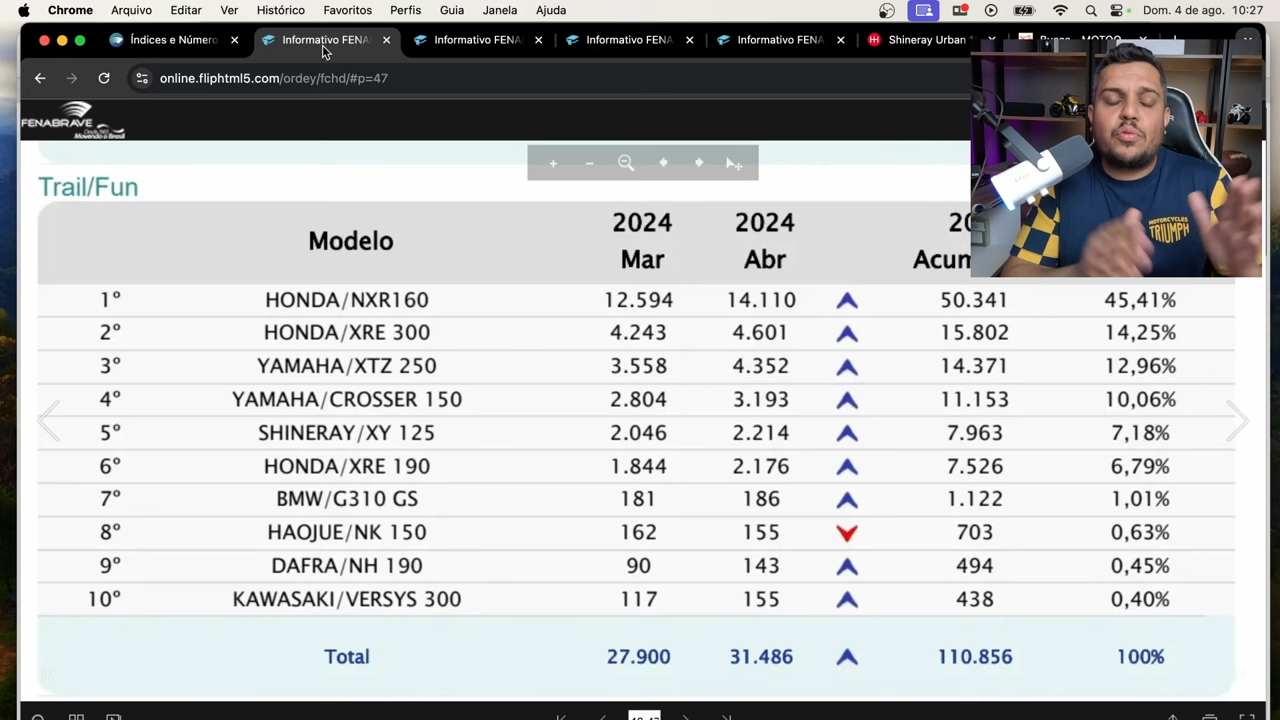 Chrome Arquivo Editar Ver Histórico Favoritos Perfis Guia Janela Ajuda Dom. 4 de ago. 10:27
Índices e Número Informativo FENA Informativo FENA Informativo FENA Informativo FENA Shineray Urban
online.fliphtml5.com/ordey/fchd/#p=47
FENABRAVE
Movendo o Brasil
Trail/Fun
Modelo 2024 Mar 2024 Abr 20 Acum
1º HONDA/NXR160 12.594 14.110 50.341 45,41%
2º HONDA/XRE 300 4.243 4.601 15.802 14,25%
3º YAMAHA/XTZ 250 3.558 4.352 14.371 12,96%
4º YAMAHA/CROSSER 150 2.804 3.193 11.153 10,06%
5º SHINERAY/XY 125 2.046 2.214 7.963 7,18%
6º HONDA/XRE 190 1.844 2.176 7.526 6,79%
7º BMW/G310 GS 181 186 1.122 1,01%
8º HAOJUE/NK 150 162 155 703 0,63%
9º DAFRA/NH 190 90 143 494 0,45%
10º KAWASAKI/VERSYS 300 117 155 438 0,40%
Total 27.900 31.486 110.856 100%
MOTORCYCLES
TRIUMPH